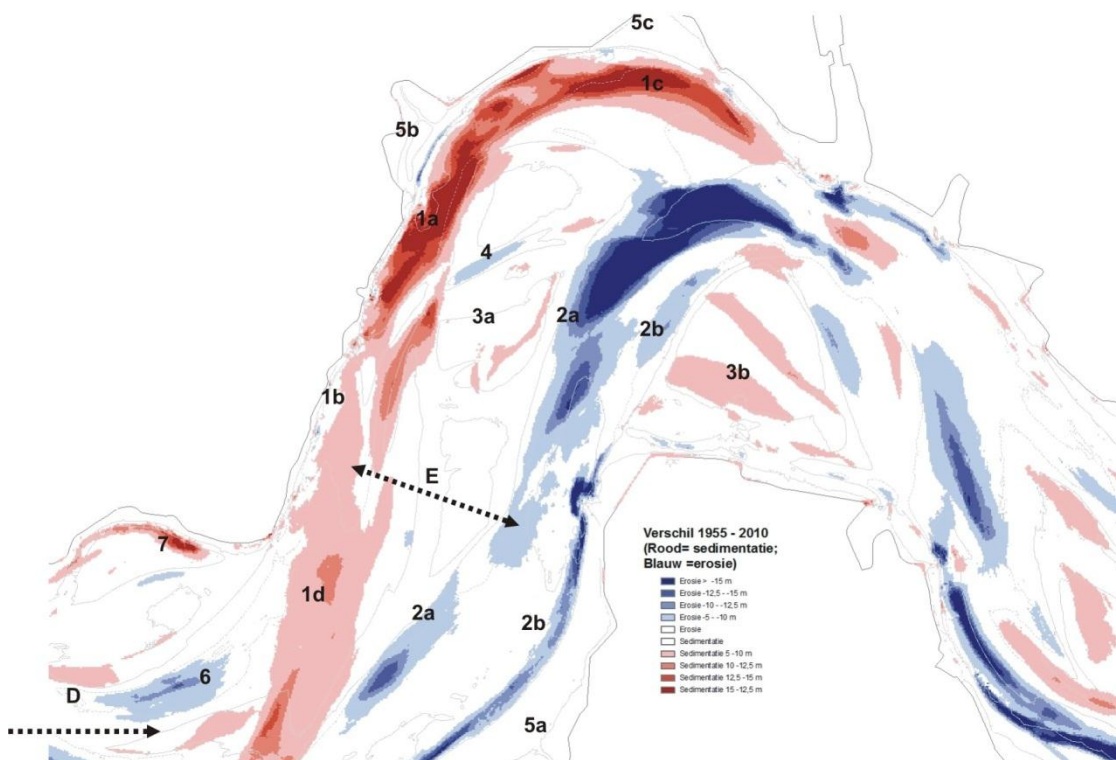 5c
1c
5b
1a
4
3a
2a
2b
3b
1b
E
7
1d
2a
2b
6
D
5a
Verschil 1955 - 2010
(Rood= sedimentatie;
Blauw =erosie)
Erosie > -15 m
Erosie -12,5 - -15 m
Erosie -10 - -12,5 m
Erosie -5 - -10 m
Erosie
Sedimentatie
Sedimentatie 5 -10 m
Sedimentatie 10 -12,5 m
Sedimentatie 12,5 -15 m
Sedimentatie 15 -12,5 m